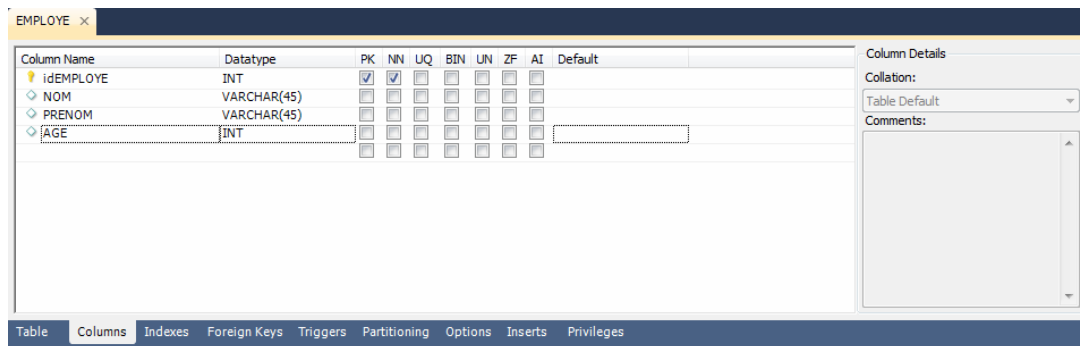 EMPLOYE ×
Column Name Datatype PK NN UQ BIN UN ZF AI Default
idEMPLOYE INT
NOM VARCHAR(45)
PRENOM VARCHAR(45)
AGE INT
Column Details
Collation:
Table Default
Comments:
Table Columns Indexes Foreign Keys Triggers Partitioning Options Inserts Privileges